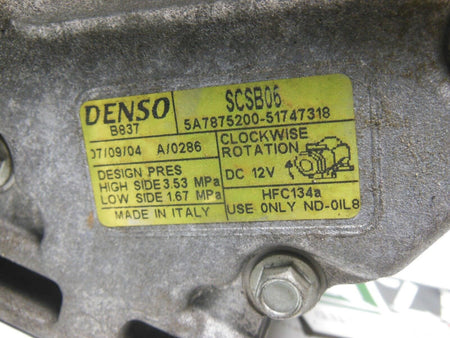 DENSO
B837
SCSB06
5A7875200-51747318
07/09/04 A/0286
CLOCKWISE
ROTATION
DC 12V
DESIGN PRES
HIGH SIDE 3.53 MPa
LOW SIDE 1.67 MPa
MADE IN ITALY
HFC134a
USE ONLY ND-OIL8